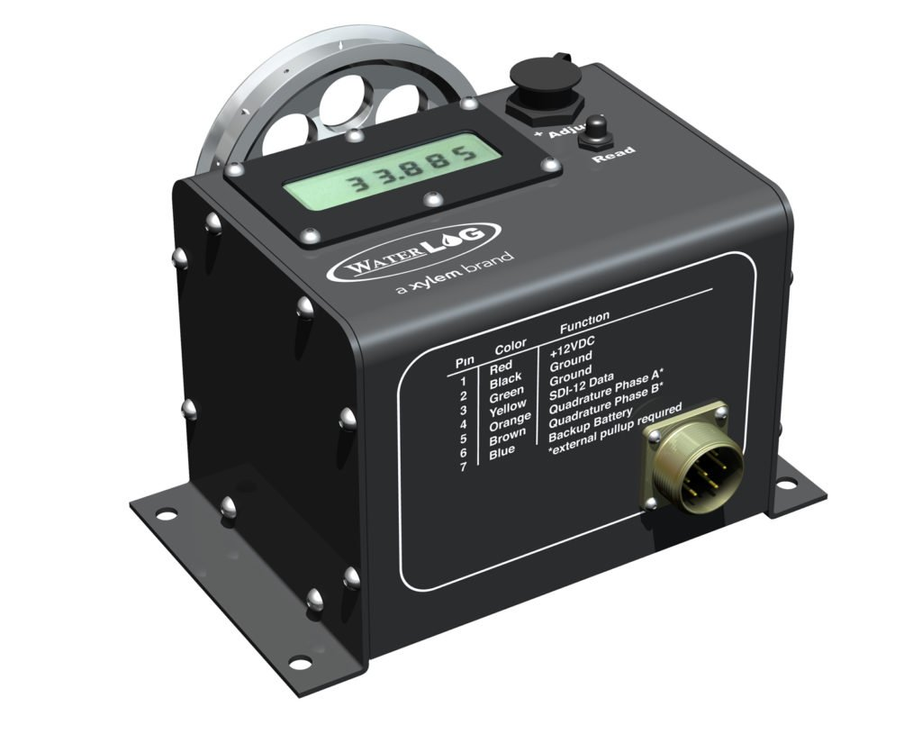 33.885
+ Adju
Read
WATERLOG
a xylem brand
Pin Color Function
1 Red +12VDC
2 Black Ground
3 Green Ground
4 Yellow SDI-12 Data
5 Orange Quadrature Phase A*
6 Brown Quadrature Phase B*
7 Blue Backup Battery
*external pullup required